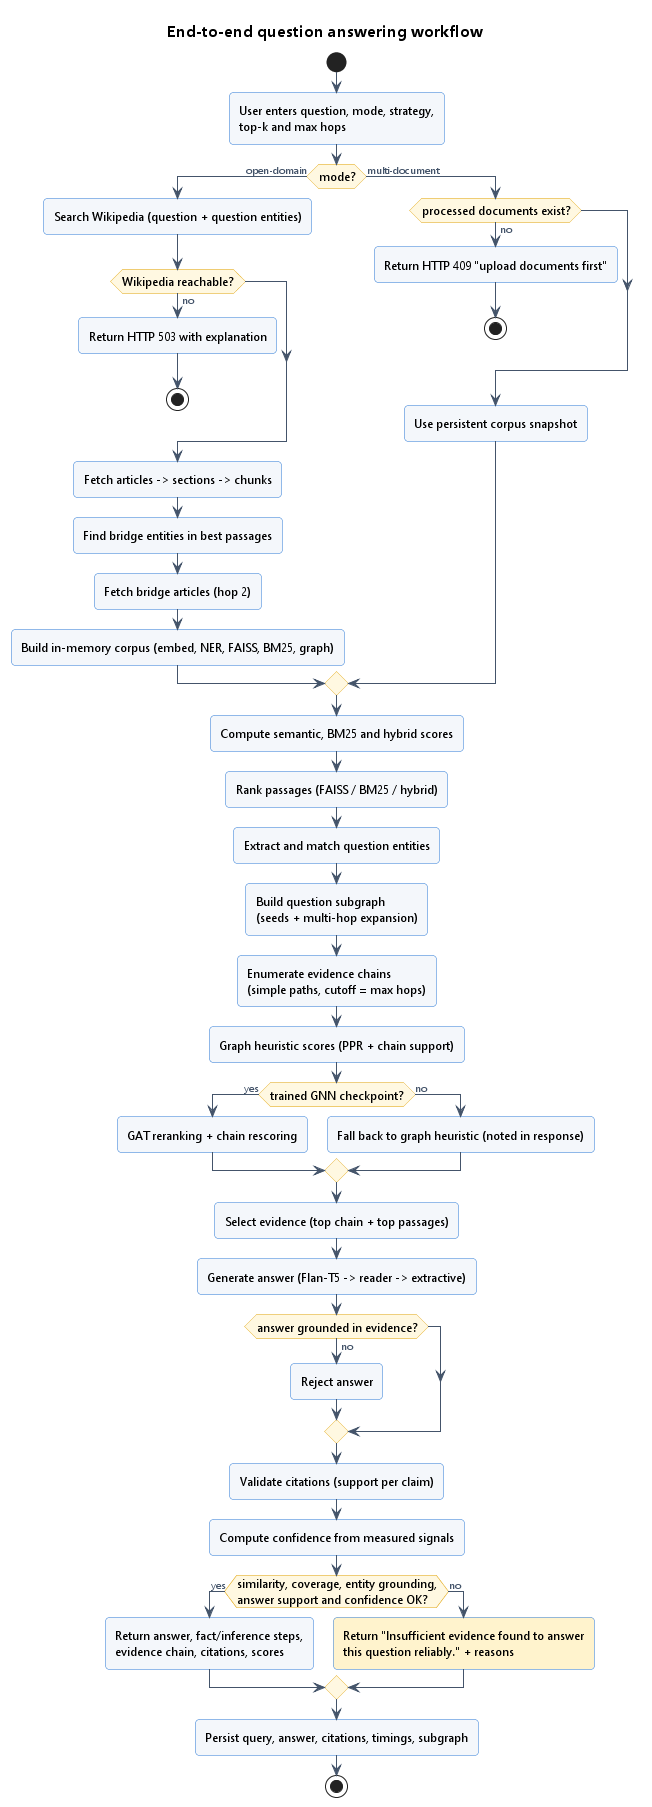 End-to-end question answering workflow
User enters question, mode, strategy,
top-k and max hops
open-domain
mode?
multi-document
Search Wikipedia (question + question entities)
processed documents exist?
no
Return HTTP 409 "upload documents first"
Wikipedia reachable?
no
Return HTTP 503 with explanation
Use persistent corpus snapshot
Fetch articles -> sections -> chunks
Find bridge entities in best passages
Fetch bridge articles (hop 2)
Build in-memory corpus (embed, NER, FAISS, BM25, graph)
Compute semantic, BM25 and hybrid scores
Rank passages (FAISS / BM25 / hybrid)
Extract and match question entities
Build question subgraph
(seeds + multi-hop expansion)
Enumerate evidence chains
(simple paths, cutoff = max hops)
Graph heuristic scores (PPR + chain support)
yes
trained GNN checkpoint?
no
GAT reranking + chain rescoring
Fall back to graph heuristic (noted in response)
Select evidence (top chain + top passages)
Generate answer (Flan-T5 -> reader -> extractive)
answer grounded in evidence?
no
Reject answer
Validate citations (support per claim)
Compute confidence from measured signals
yes
similarity, coverage, entity grounding,
answer support and confidence OK?
no
Return answer, fact/inference steps,
evidence chain, citations, scores
Return "Insufficient evidence found to answer
this question reliably." + reasons
Persist query, answer, citations, timings, subgraph